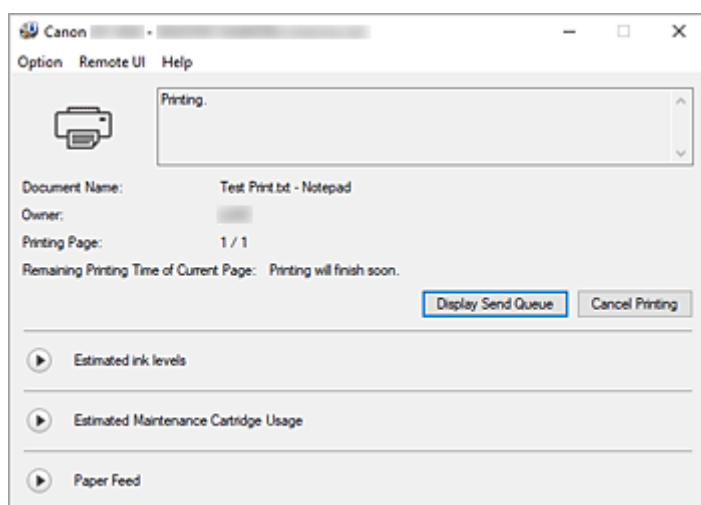 Canon -
Option Remote UI Help
Printing.
Document Name: Test Print.txt - Notepad
Owner:
Printing Page: 1 / 1
Remaining Printing Time of Current Page: Printing will finish soon.
Display Send Queue Cancel Printing
Estimated ink levels
Estimated Maintenance Cartridge Usage
Paper Feed